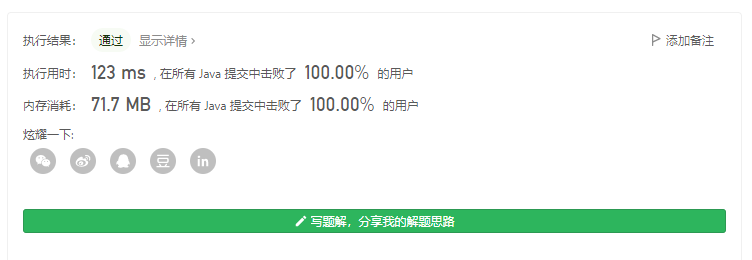 执行结果： 通过 显示详情 › 添加备注
执行用时： 123 ms , 在所有 Java 提交中击败了 100.00% 的用户
内存消耗： 71.7 MB , 在所有 Java 提交中击败了 100.00% 的用户
炫耀一下:
豆 in
写题解，分享我的解题思路